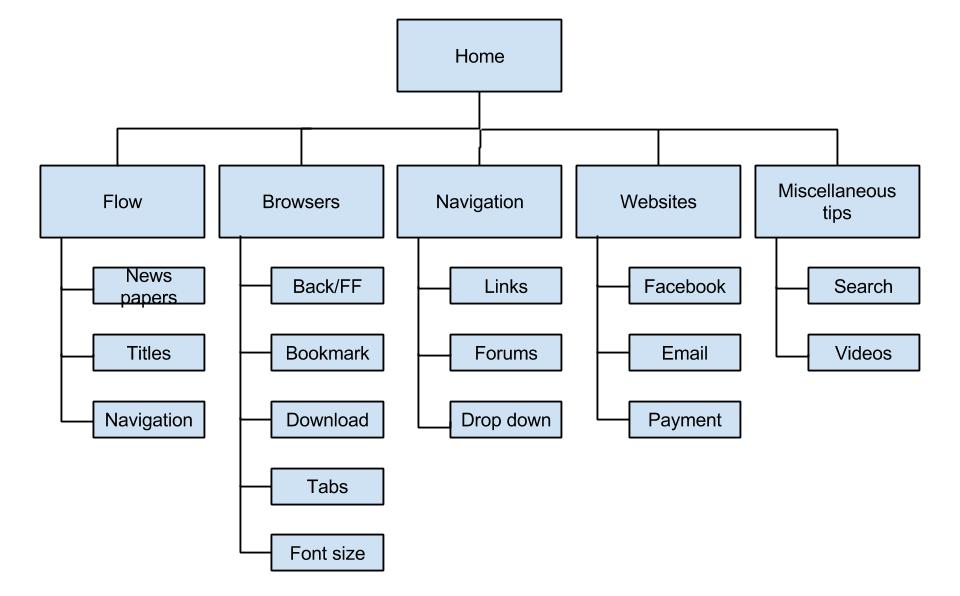 Home
Flow
Browsers
Navigation
Websites
Miscellaneous
tips
News
papers
Back/FF
Links
Facebook
Search
Titles
Bookmark
Forums
Email
Videos
Navigation
Download
Drop down
Payment
Tabs
Font size